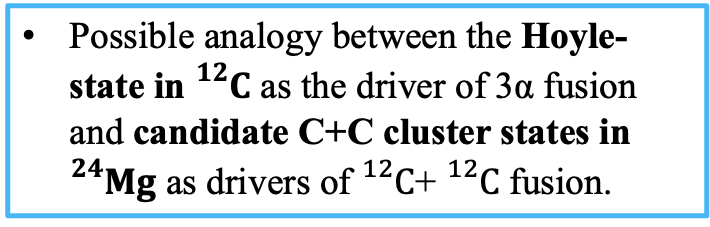 • Possible analogy between the Hoyle-
state in ¹²C as the driver of 3α fusion
and candidate C+C cluster states in
²⁴Mg as drivers of ¹²C+ ¹²C fusion.